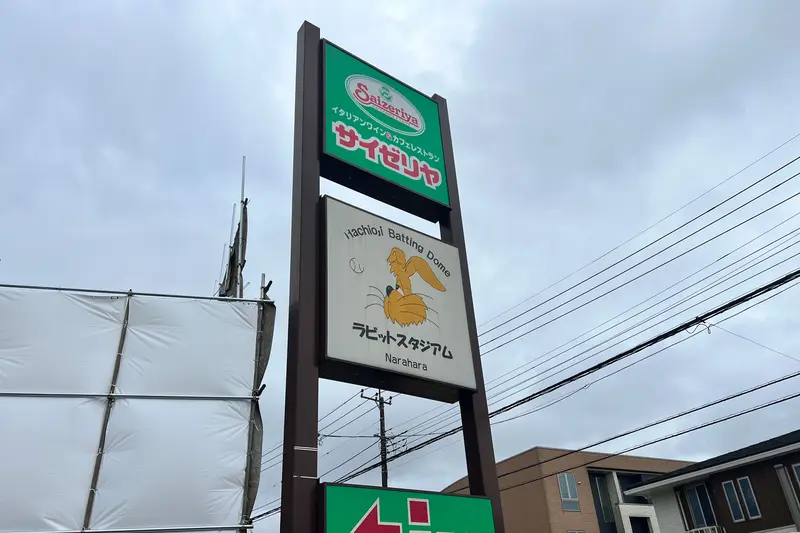 Saizeriya
イタリアンワイン&カフェレストラン
サイゼリヤ
Hachioji Batting Dome
ラビットスタジアム
Narahara